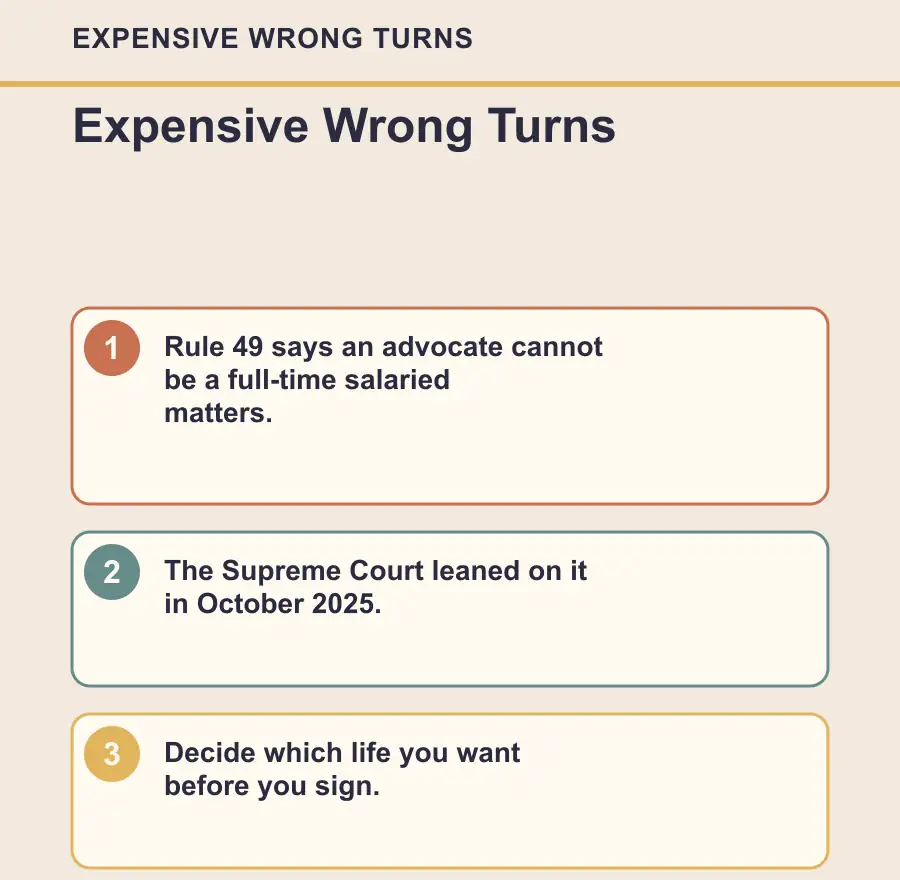 EXPENSIVE WRONG TURNS
Expensive Wrong Turns
1
Rule 49 says an advocate cannot
be a full-time salaried
matters.
2
The Supreme Court leaned on it
in October 2025.
3
Decide which life you want
before you sign.